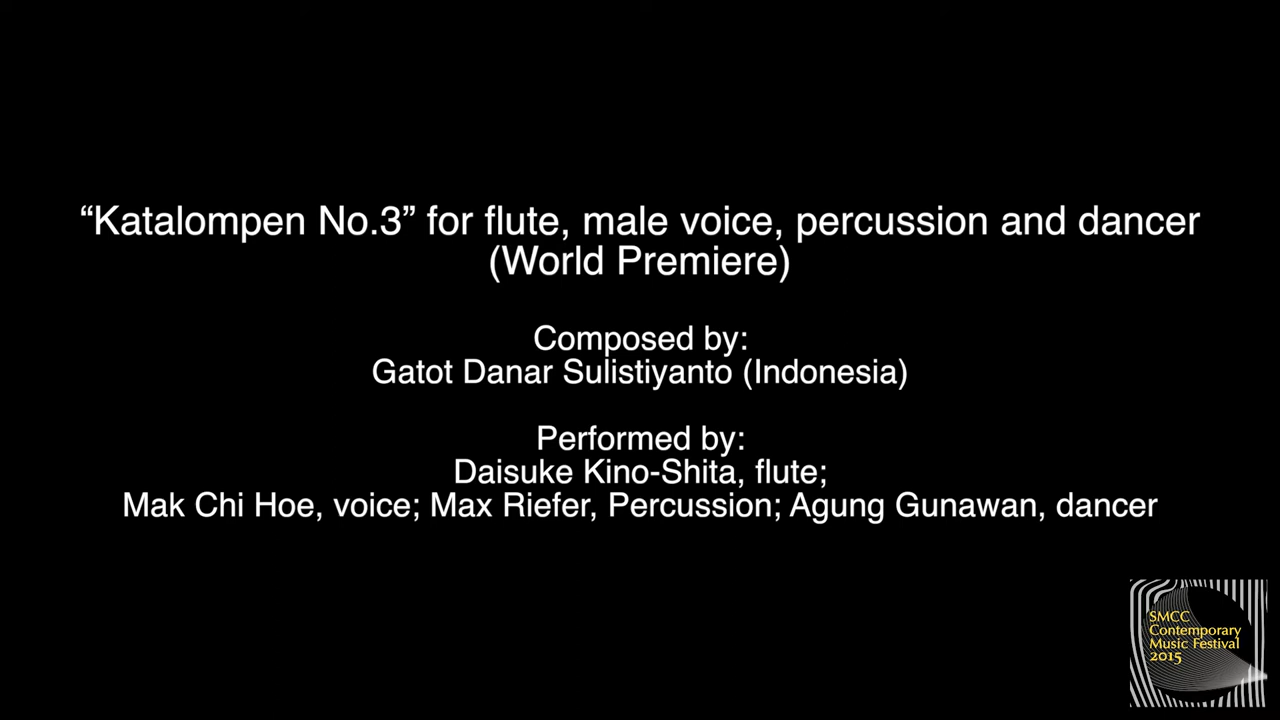 “Katalompen No.3” for flute, male voice, percussion and dancer
(World Premiere)
Composed by:
Gatot Danar Sulistiyanto (Indonesia)
Performed by:
Daisuke Kino-Shita, flute;
Mak Chi Hoe, voice; Max Riefer, Percussion; Agung Gunawan, dancer
SMCC
Contemporary
Music Festival
2015